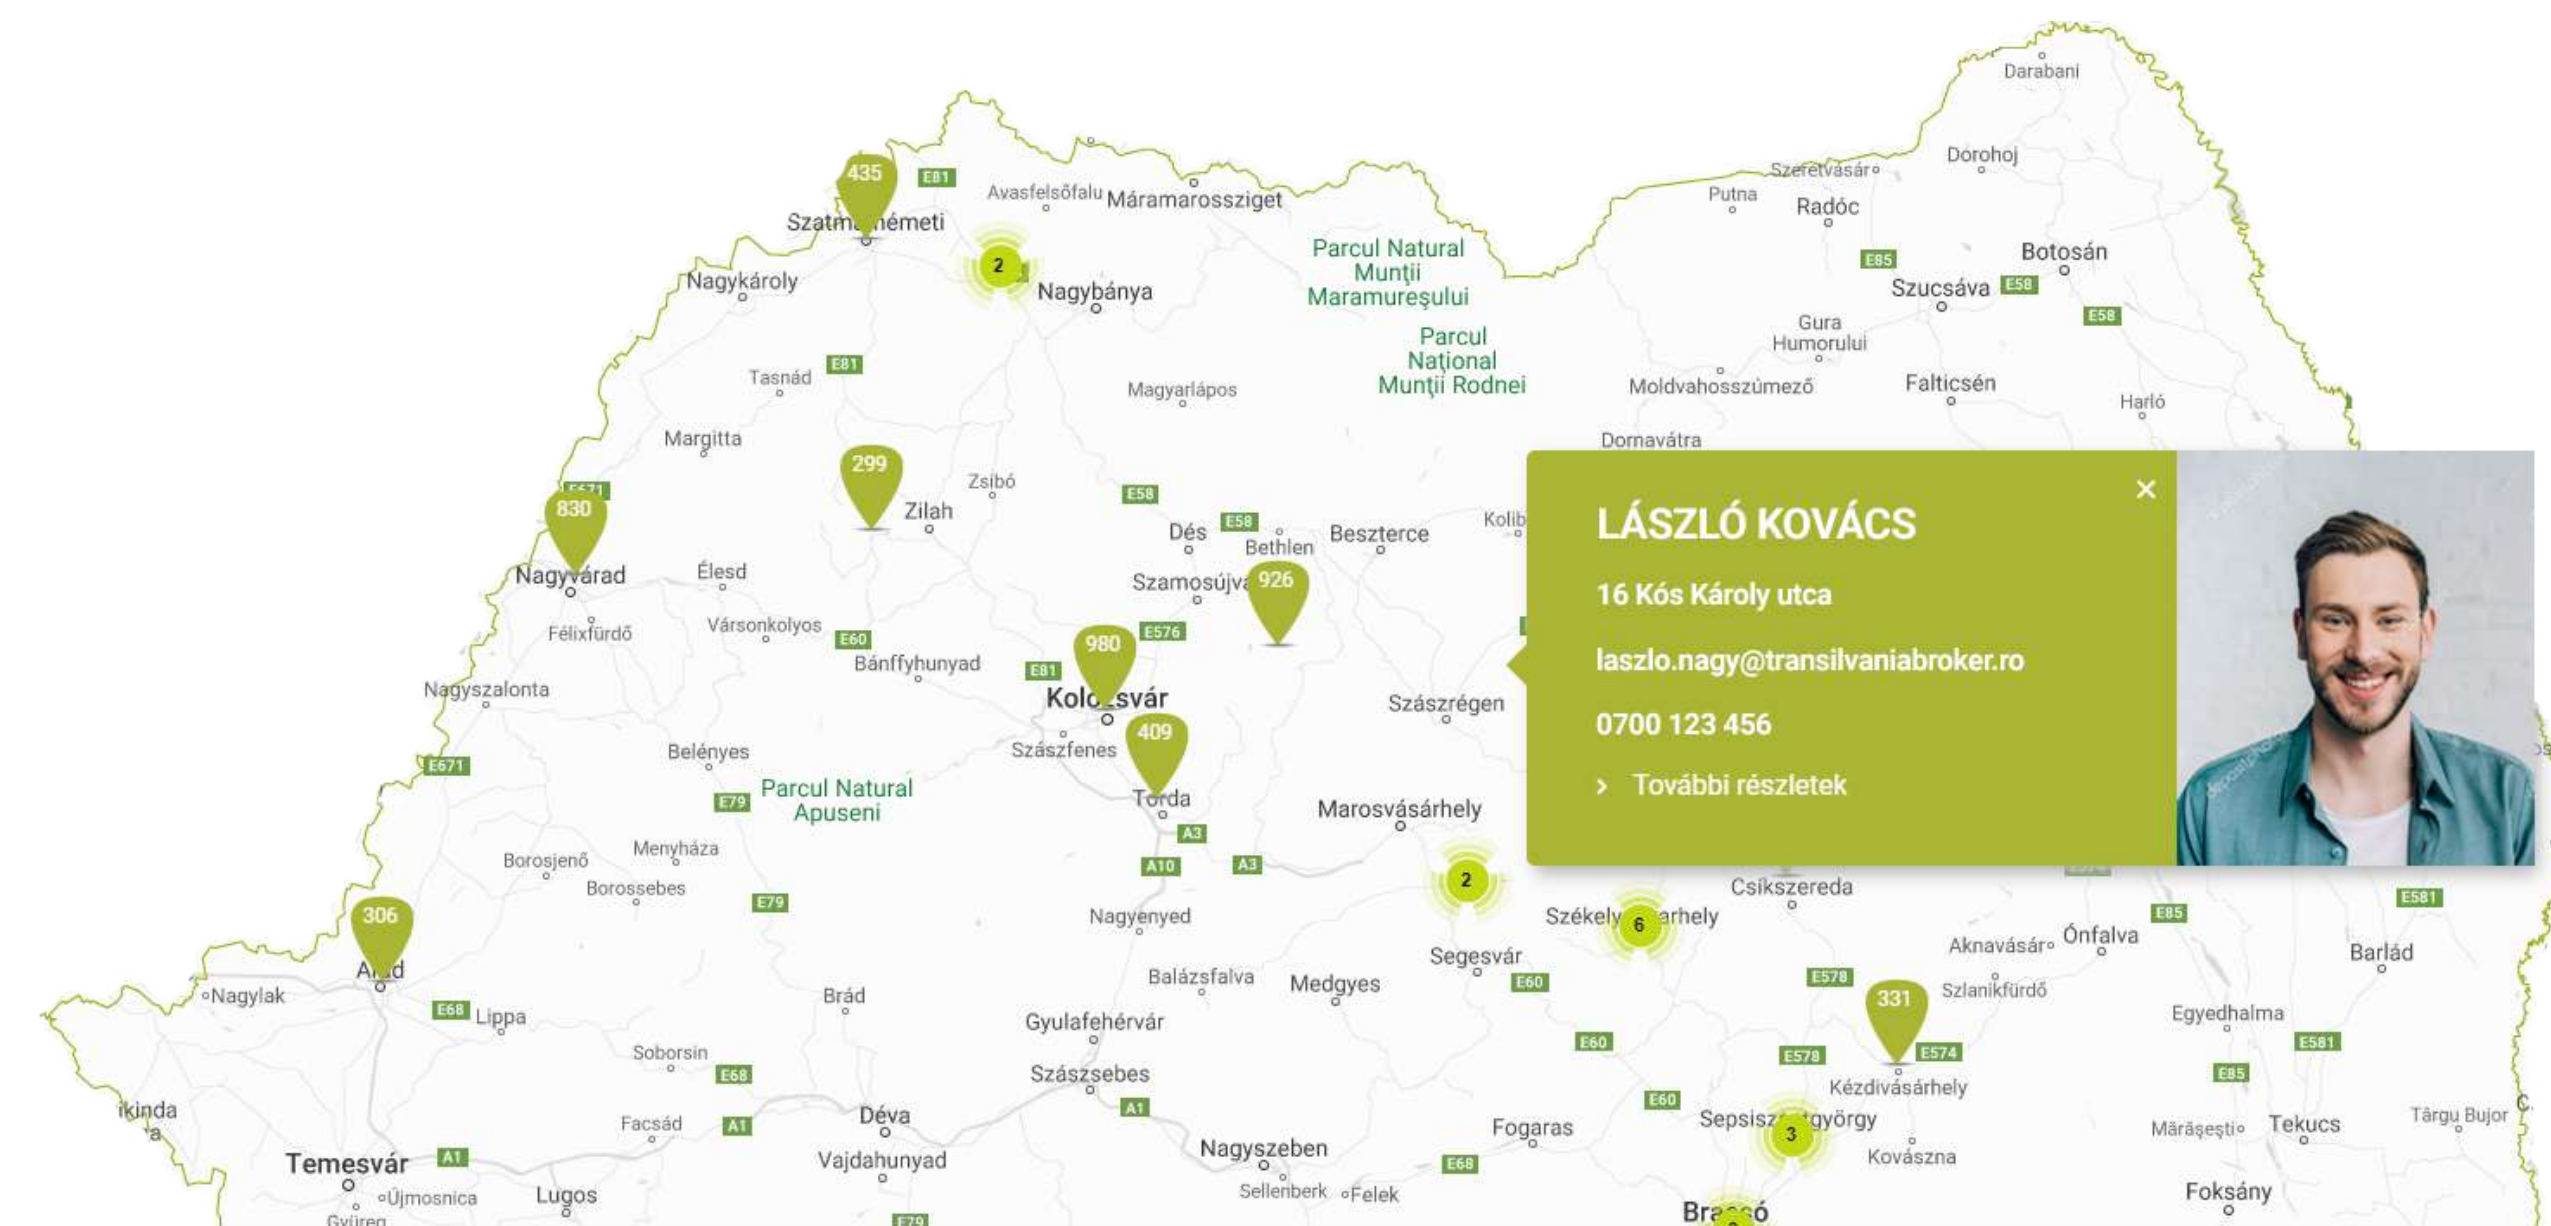 Darabani
Dorohoj
435
E81
Szeretvásár
Avasfelsőfalu
Máramarossziget
Putna
Radóc
Parcul Natural
Munţii
Maramureşului
Botosán
E85
2
Nagykároly
Nagybánya
Szucsáva
E58
E58
Gura
Humorului
Parcul
Naţional
Munţii Rodnei
E81
Tasnád
Magyarlápos
Moldvahosszúmező
Falticsén
Harló
Margitta
Dornavátra
299
Zsibó
E671
830
Zilah
E58
Dés
E58
Bethlen
Beszterce
Kolib
LÁSZLÓ KOVÁCS
16 Kós Károly utca
laszlo.nagy@transilvaniabroker.ro
0700 123 456
További részletek
Nagyvárad
Élesd
926
Félixfürdő
Vársonkolyos
E60
980
E576
Bánffyhunyad
E81
Nagyszalonta
Szászrégen
Szászfenes
409
Belényes
E671
Parcul Natural
Apuseni
E79
Torda
Marosvásárhely
A3
Menyháza
Borosjenő
A10
A3
Borossebes
2
Csíkszereda
E79
E581
306
Nagyenyed
6
E85
Aknavásár
Ónfalva
Segesvár
Barlád
Balázsfalva
Medgyes
E60
E578
Szlanikfürdő
331
Nagylak
E68
Lippa
Brád
Gyulafehérvár
Egyedhalma
E60
E578
E574
E581
Soborsin
E68
Szászsebes
Kézdivásárhely
E85
ikinda
A1
E60
Déva
Facsád
A1
Fogaras
3
Târgu Bujor
Mărăşeşti
Tekucs
Nagyszeben
Kovászna
Temesvár
A1
Vajdahunyad
E68
Újmosnica
Lugos
Sellenberk
Felek
Foksány
E79